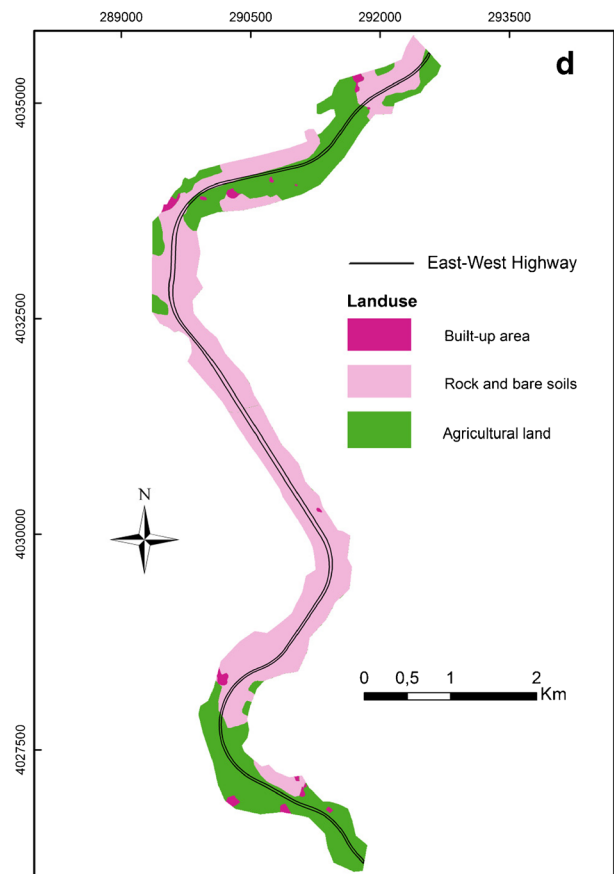 289000 290500 292000 293500
d
4035000
East-West Highway
Landuse
4032500
Built-up area
Rock and bare soils
Agricultural land
N
4030000
0 0,5 1 2
Km
4027500